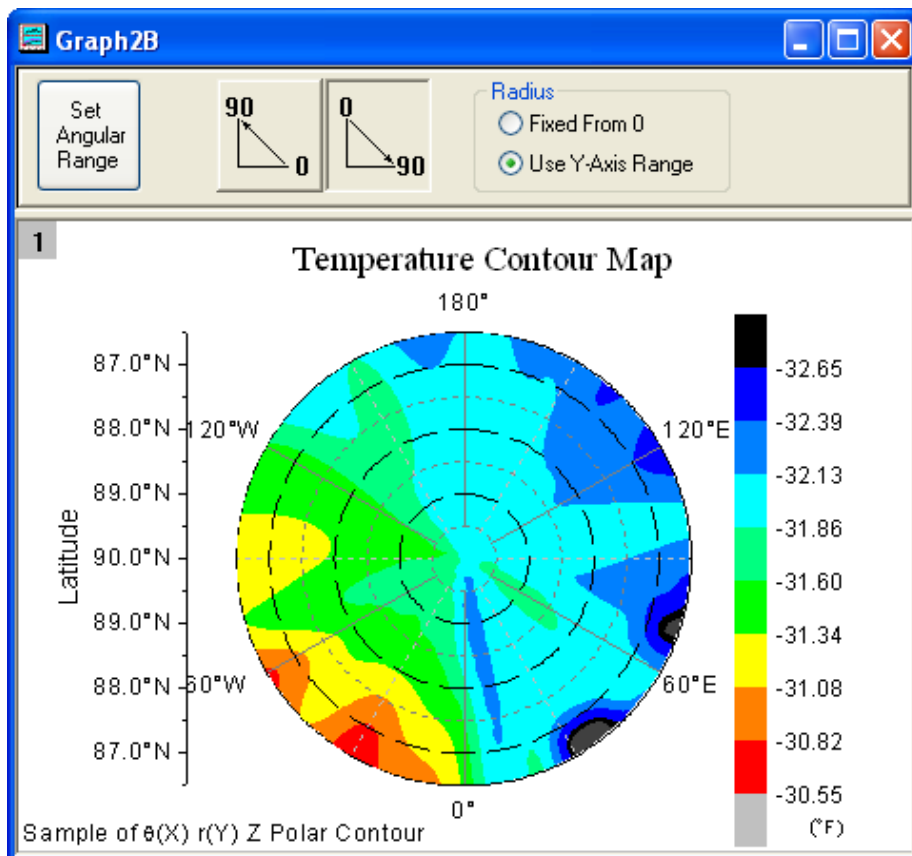 Graph2B
Set
Angular
Range
90
0
0
90
Radius
Fixed From 0
Use Y-Axis Range
1
Temperature Contour Map
180°
87.0°N
88.0°N
89.0°N
90.0°N
89.0°N
88.0°N
87.0°N
Latitude
120°W
120°E
60°W
60°E
0°
-32.65
-32.39
-32.13
-31.86
-31.60
-31.34
-31.08
-30.82
-30.55
(°F)
Sample of θ(X) r(Y) Z Polar Contour